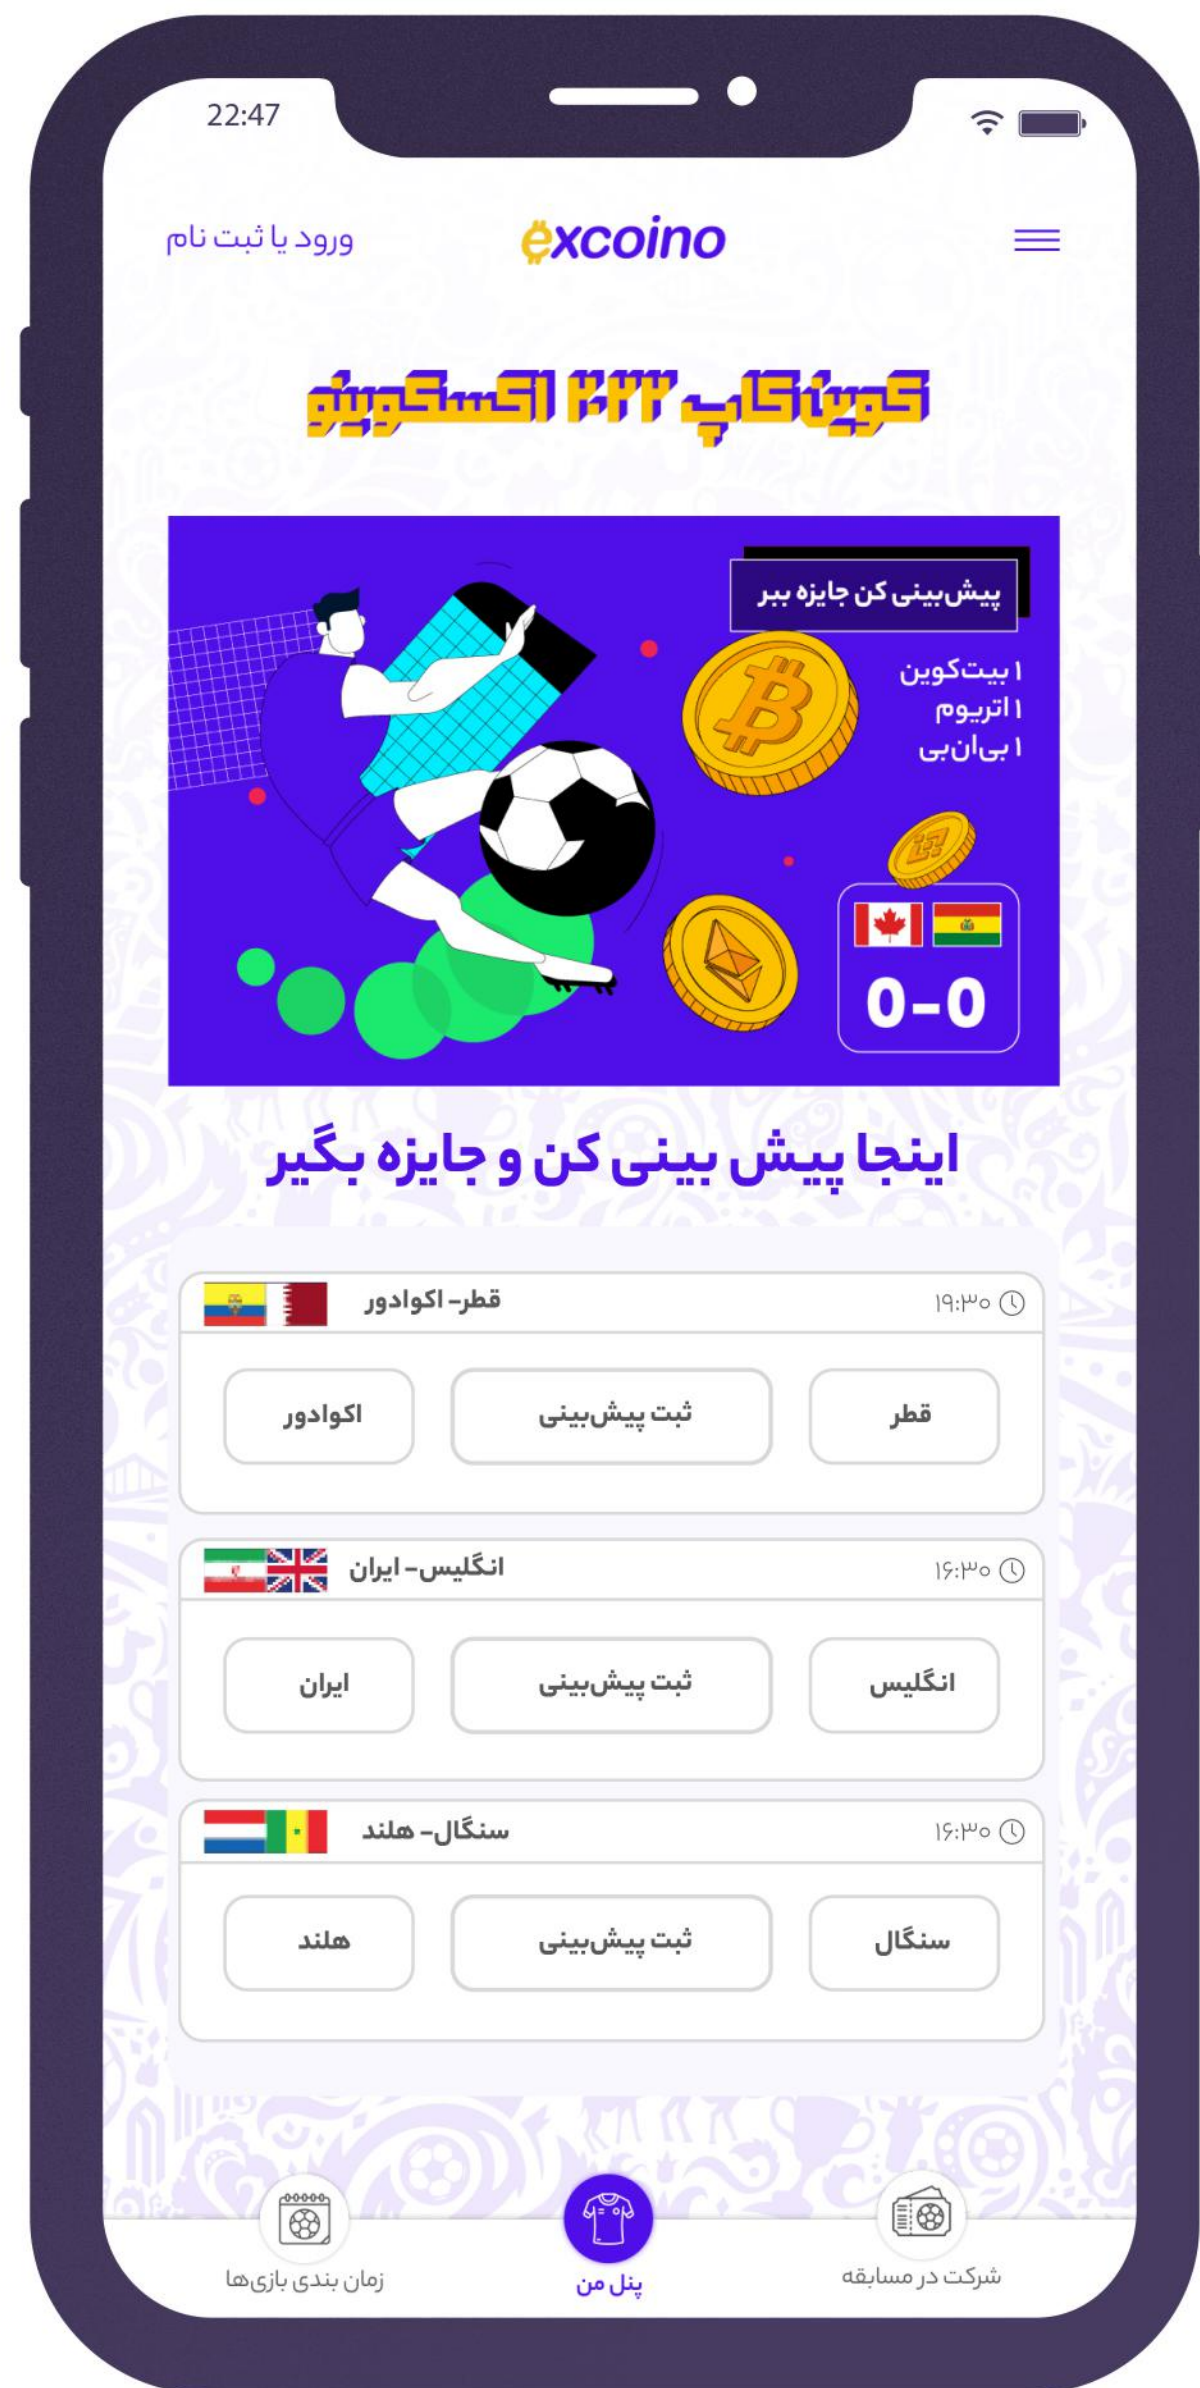 22:47
ورود یا ثبت نام
excoino
کوین‌کاپ ۲۰۲۲ اکسکوینو
پیش‌بینی کن جایزه ببر
۱ بیت‌کوین
۱ اتریوم
۱ بی‌ان‌بی
0-0
اینجا پیش بینی کن و جایزه بگیر
قطر- اکوادور
۱۹:۳۰
قطر
ثبت پیش‌بینی
اکوادور
انگلیس- ایران
۱۶:۳۰
انگلیس
ثبت پیش‌بینی
ایران
سنگال- هلند
۱۶:۳۰
سنگال
ثبت پیش‌بینی
هلند
شرکت در مسابقه
پنل من
زمان بندی بازی‌ها